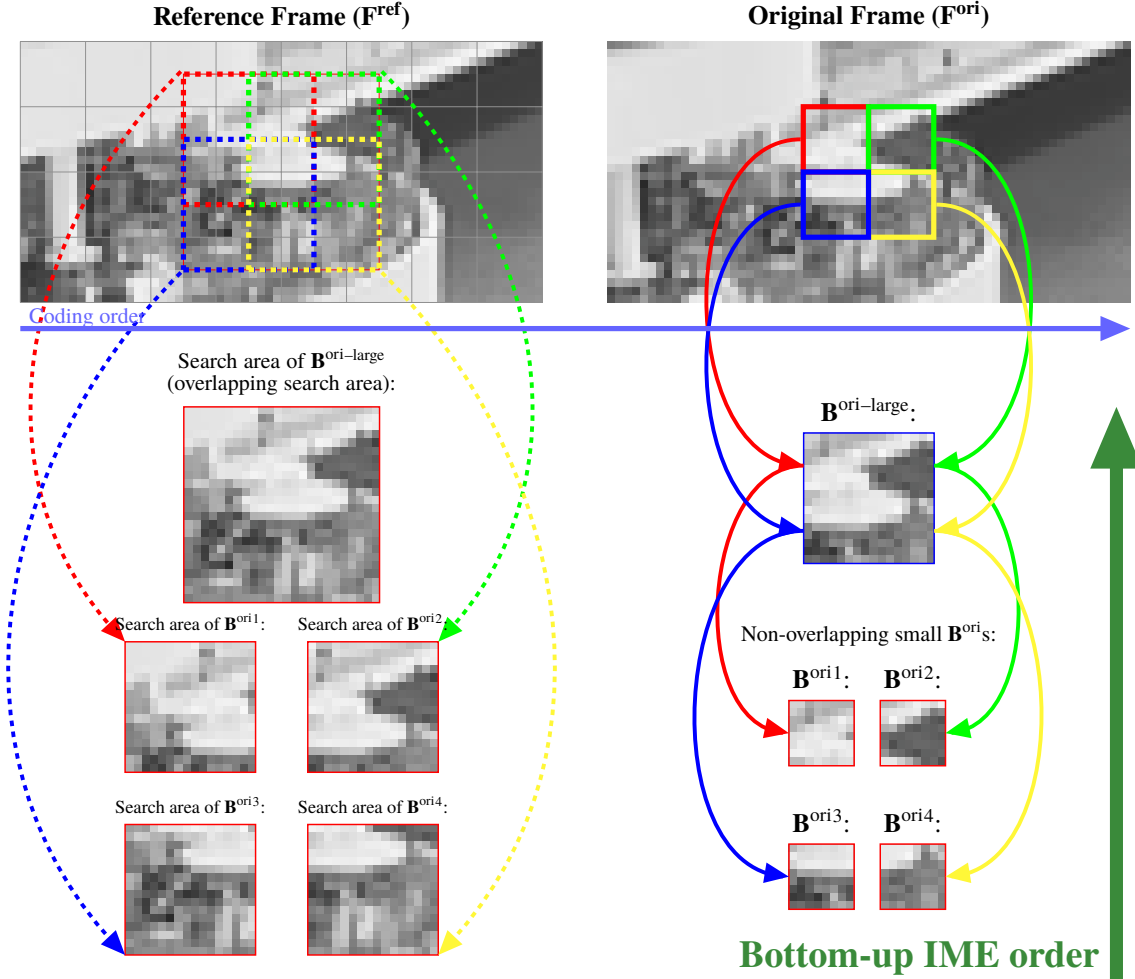 Reference Frame (F^ref)
Original Frame (F^ori)
Coding order
Search area of B^ori–large
(overlapping search area):
B^ori–large:
Search area of B^ori1:
Search area of B^ori2:
Non-overlapping small B^ori s:
B^ori1:
B^ori2:
Search area of B^ori3:
Search area of B^ori4:
B^ori3:
B^ori4:
Bottom-up IME order